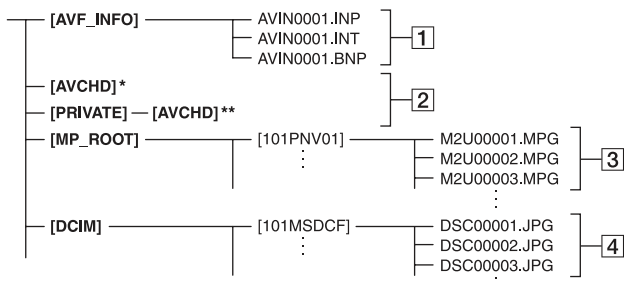 [AVF_INFO] AVIN0001.INP
AVIN0001.INT 1
AVIN0001.BNP
[AVCHD]*
2
[PRIVATE] [AVCHD]**
[MP_ROOT] [101PNV01] M2U00001.MPG
M2U00002.MPG 3
M2U00003.MPG
[DCIM] [101MSDCF] DSC00001.JPG
DSC00002.JPG 4
DSC00003.JPG